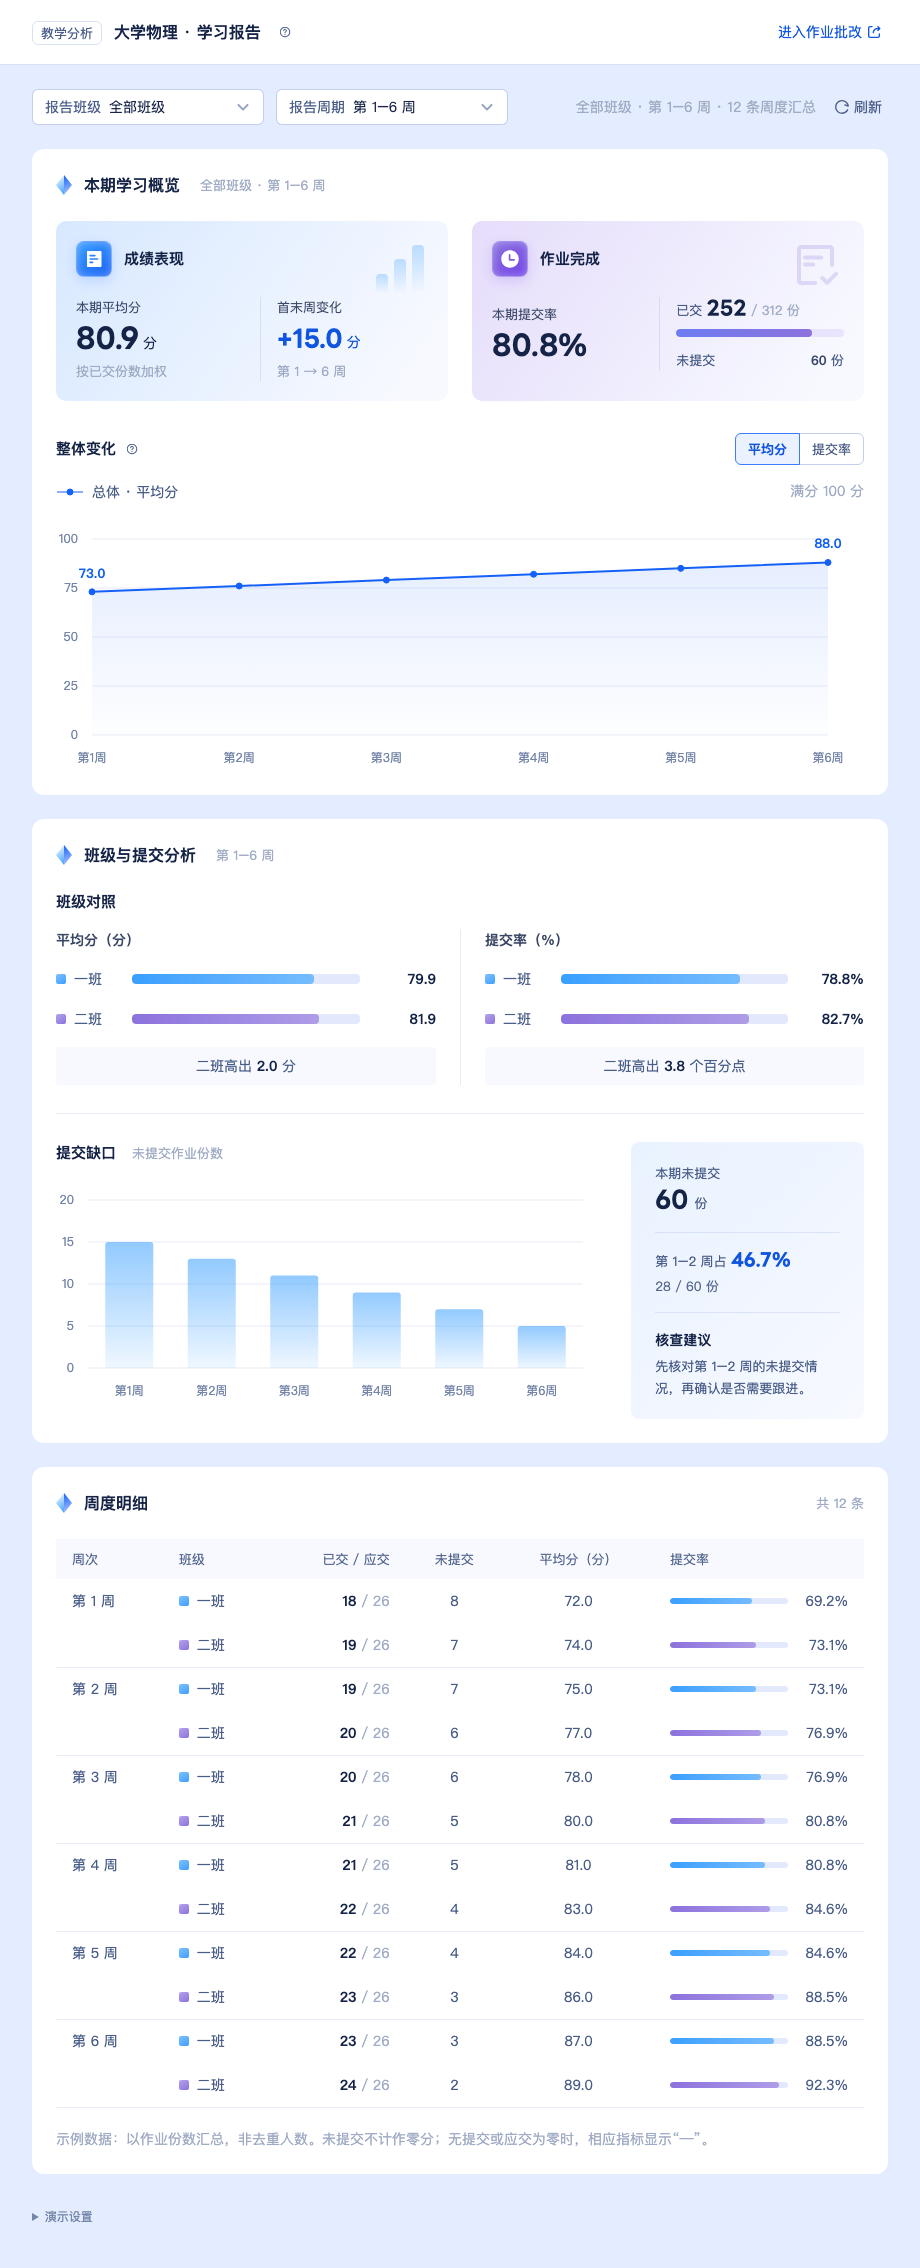 教学分析 大学物理 · 学习报告 进入作业批改
报告班级 全部班级 报告周期 第 1—6 周 全部班级 · 第 1—6 周 · 12 条周度汇总 刷新
本期学习概览 全部班级 · 第 1—6 周
成绩表现
本期平均分
80.9 分
按已交份数加权
首末周变化
+15.0 分
第 1 → 6 周
作业完成
本期提交率
80.8%
已交 252 / 312 份
未提交 60 份
整体变化 平均分 提交率
总体 · 平均分 满分 100 分
100
75
50
25
0
73.0
88.0
第1周 第2周 第3周 第4周 第5周 第6周
班级与提交分析 第 1—6 周
班级对照
平均分（分）
一班 79.9
二班 81.9
二班高出 2.0 分
提交率（%）
一班 78.8%
二班 82.7%
二班高出 3.8 个百分点
提交缺口 未提交作业份数
20
15
10
5
0
第1周 第2周 第3周 第4周 第5周 第6周
本期未提交
60 份
第 1—2 周占 46.7%
28 / 60 份
核查建议
先核对第 1—2 周的未提交情
况，再确认是否需要跟进。
周度明细 共 12 条
周次 班级 已交 / 应交 未提交 平均分（分） 提交率
第 1 周 一班 18 / 26 8 72.0 69.2%
二班 19 / 26 7 74.0 73.1%
第 2 周 一班 19 / 26 7 75.0 73.1%
二班 20 / 26 6 77.0 76.9%
第 3 周 一班 20 / 26 6 78.0 76.9%
二班 21 / 26 5 80.0 80.8%
第 4 周 一班 21 / 26 5 81.0 80.8%
二班 22 / 26 4 83.0 84.6%
第 5 周 一班 22 / 26 4 84.0 84.6%
二班 23 / 26 3 86.0 88.5%
第 6 周 一班 23 / 26 3 87.0 88.5%
二班 24 / 26 2 89.0 92.3%
示例数据：以作业份数汇总，非去重人数。未提交不计作零分；无提交或应交为零时，相应指标显示“—”。
演示设置